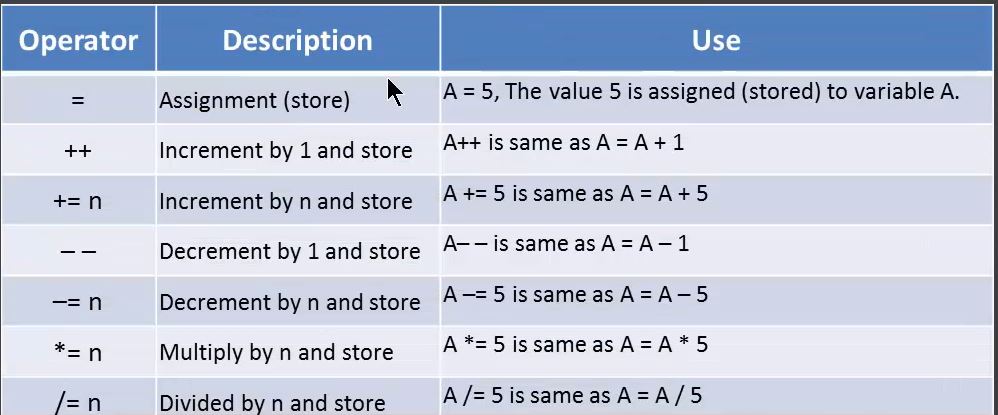 Operator Description Use
= Assignment (store) A = 5, The value 5 is assigned (stored) to variable A.
++ Increment by 1 and store A++ is same as A = A + 1
+= n Increment by n and store A += 5 is same as A = A + 5
– – Decrement by 1 and store A– – is same as A = A – 1
–= n Decrement by n and store A –= 5 is same as A = A – 5
*= n Multiply by n and store A *= 5 is same as A = A * 5
/= n Divided by n and store A /= 5 is same as A = A / 5